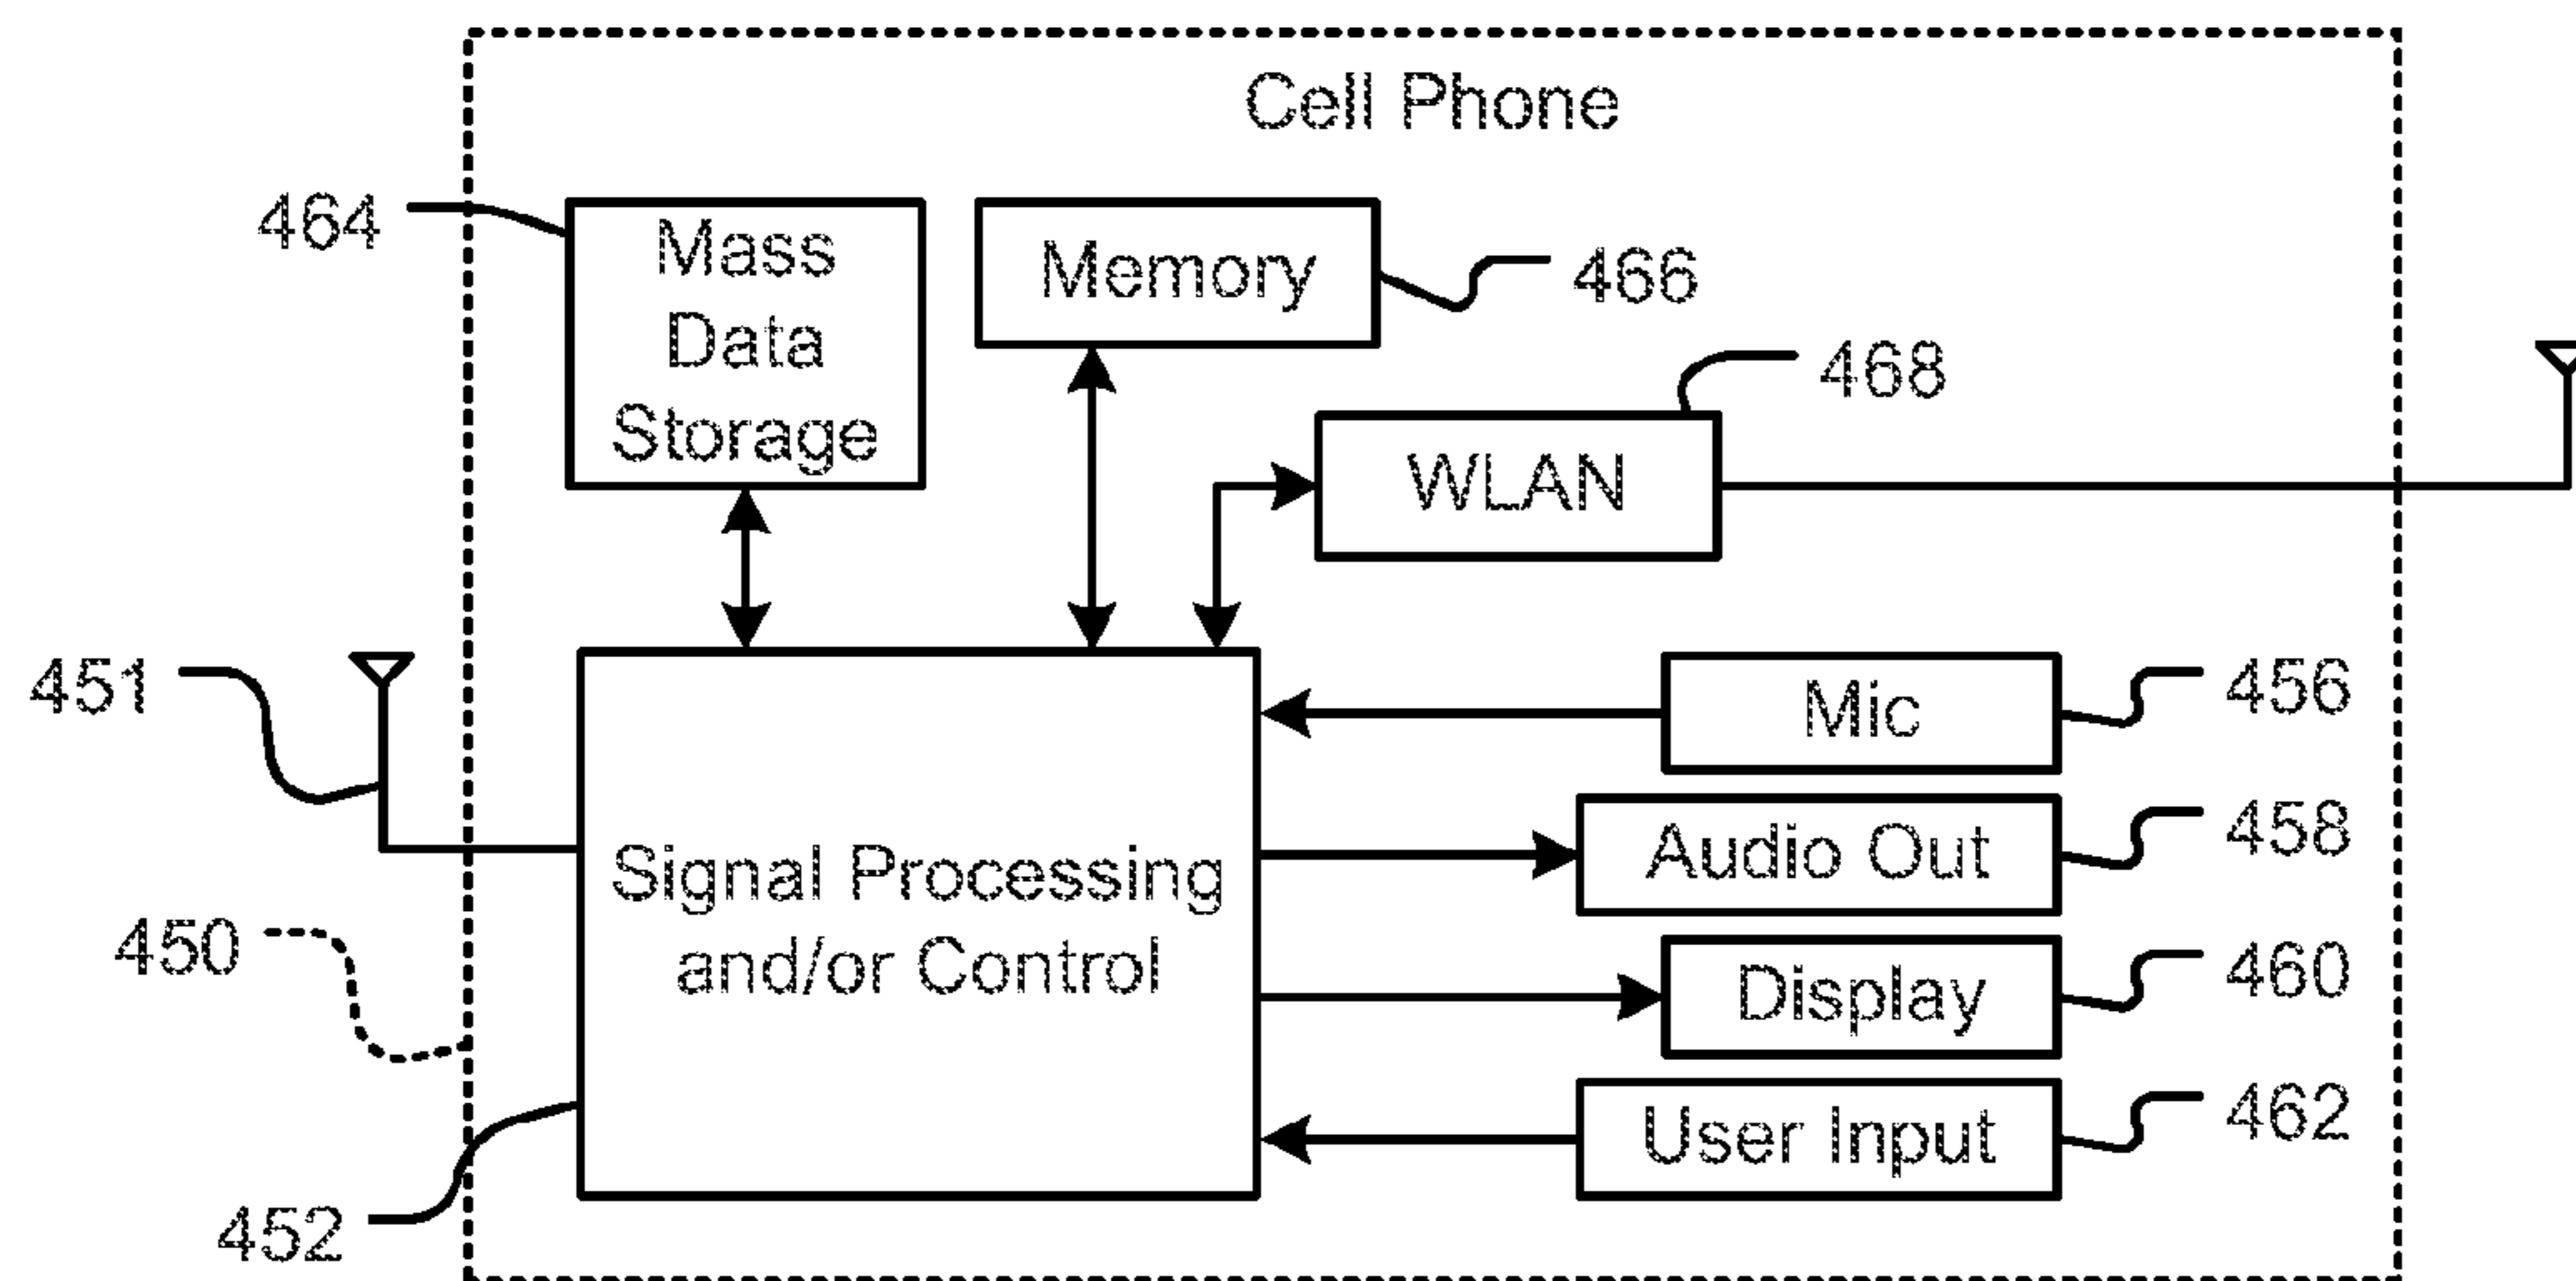 Cell Phone
464
Mass
Data
Storage
Memory
466
468
WLAN
451
Mic
456
Audio Out
458
Signal Processing
and/or Control
450
Display
460
User Input
462
452